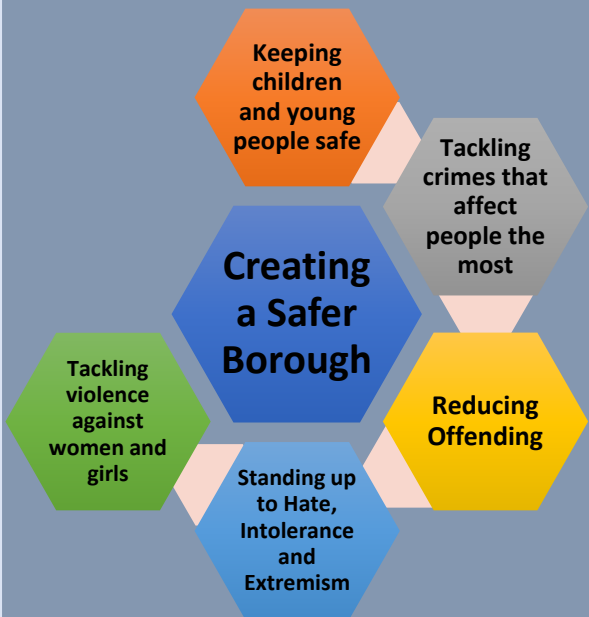 Keeping
children
and young
people safe
Tackling
crimes that
affect
people the
most
Creating
a Safer
Borough
Reducing
Offending
Standing up
to Hate,
Intolerance
and
Extremism
Tackling
violence
against
women and
girls